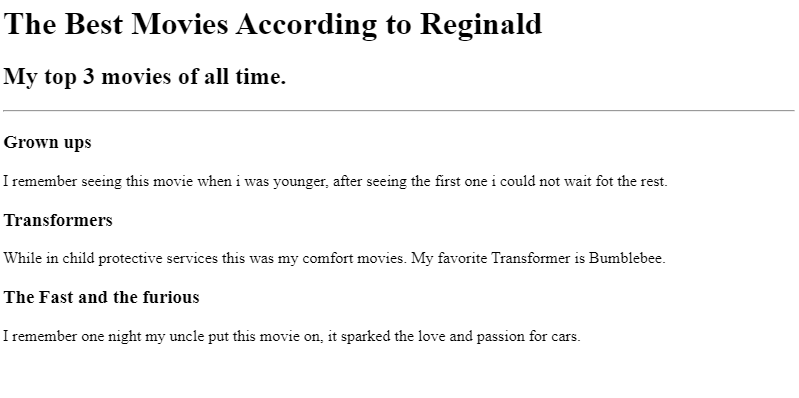 The Best Movies According to Reginald
My top 3 movies of all time.
Grown ups
I remember seeing this movie when i was younger, after seeing the first one i could not wait fot the rest.
Transformers
While in child protective services this was my comfort movies. My favorite Transformer is Bumblebee.
The Fast and the furious
I remember one night my uncle put this movie on, it sparked the love and passion for cars.